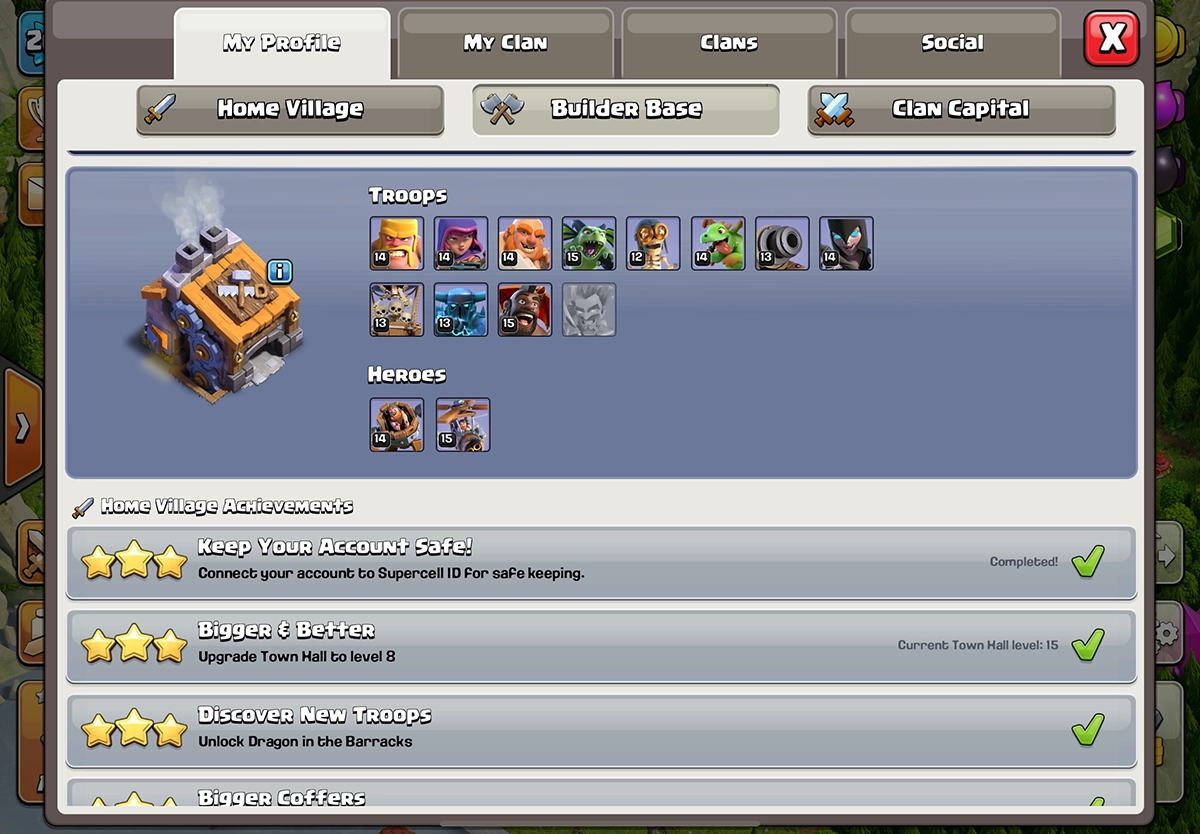 My Profile
My Clan
Clans
Social
X
Home Village
Builder Base
Clan Capital
Troops
14 14 14 15 12 14 13 14
13 13 15
i
Heroes
14 15
Home Village Achievements
Keep Your Account Safe!
Connect your account to Supercell ID for safe keeping.
Completed!
Bigger & Better
Upgrade Town Hall to level 8
Current Town Hall level: 15
Discover New Troops
Unlock Dragon in the Barracks
Bigger Coffers